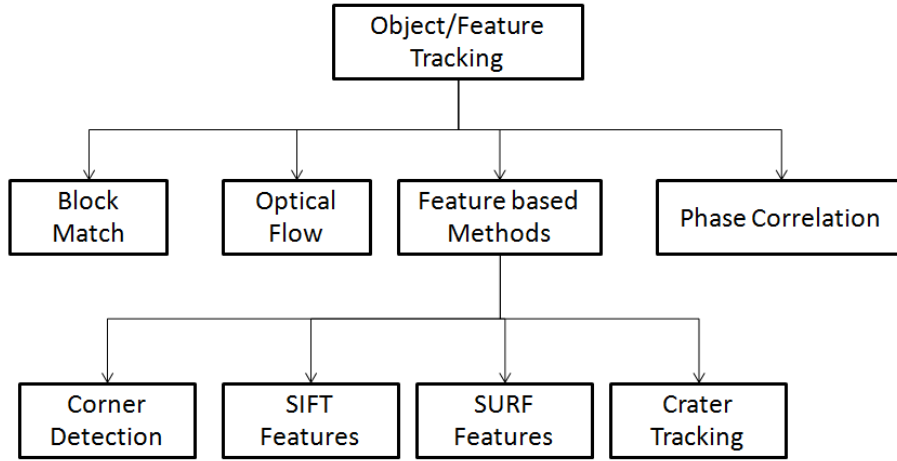 Object/Feature
Tracking
Block
Match
Optical
Flow
Feature based
Methods
Phase Correlation
Corner
Detection
SIFT
Features
SURF
Features
Crater
Tracking